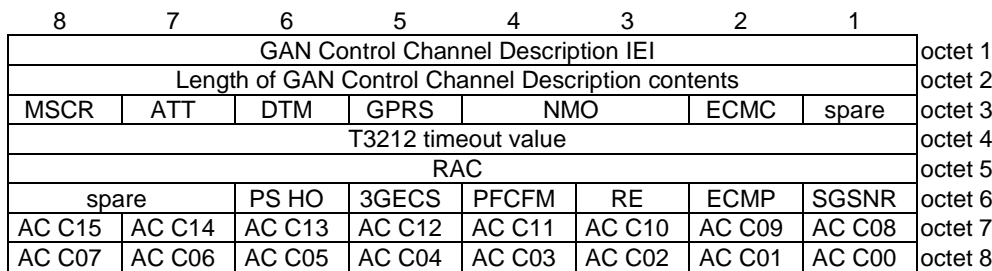 8 7 6 5 4 3 2 1
GAN Control Channel Description IEI octet 1
Length of GAN Control Channel Description contents octet 2
MSCR ATT DTM GPRS NMO ECMC spare octet 3
T3212 timeout value octet 4
RAC octet 5
spare PS HO 3GECS PFCFM RE ECMP SGSNR octet 6
AC C15 AC C14 AC C13 AC C12 AC C11 AC C10 AC C09 AC C08 octet 7
AC C07 AC C06 AC C05 AC C04 AC C03 AC C02 AC C01 AC C00 octet 8